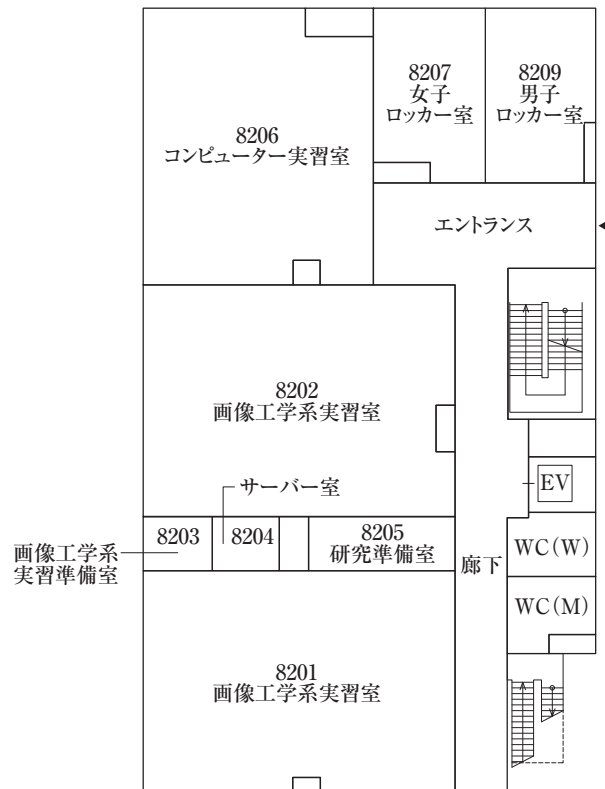 8207
女子
ロッカー室
8209
男子
ロッカー室
8206
コンピューター実習室
エントランス
8202
画像工学系実習室
サーバー室
EV
8203
8204
8205
研究準備室
画像工学系
実習準備室
廊下
WC(W)
WC(M)
8201
画像工学系実習室